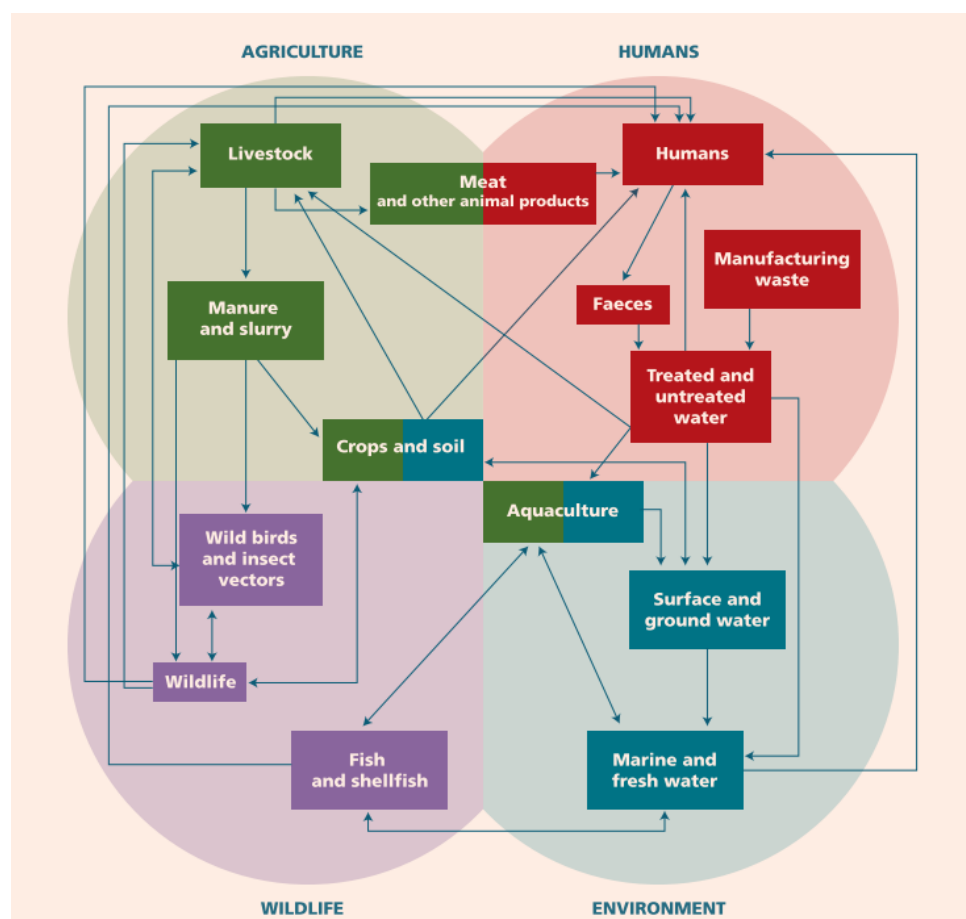 AGRICULTURE
HUMANS
Livestock
Humans
Meat
and other animal products
Manufacturing
waste
Manure
and slurry
Faeces
Treated and
untreated
water
Crops and soil
Aquaculture
Wild birds
and insect
vectors
Surface and
ground water
Wildlife
Fish
and shellfish
Marine and
fresh water
WILDLIFE
ENVIRONMENT